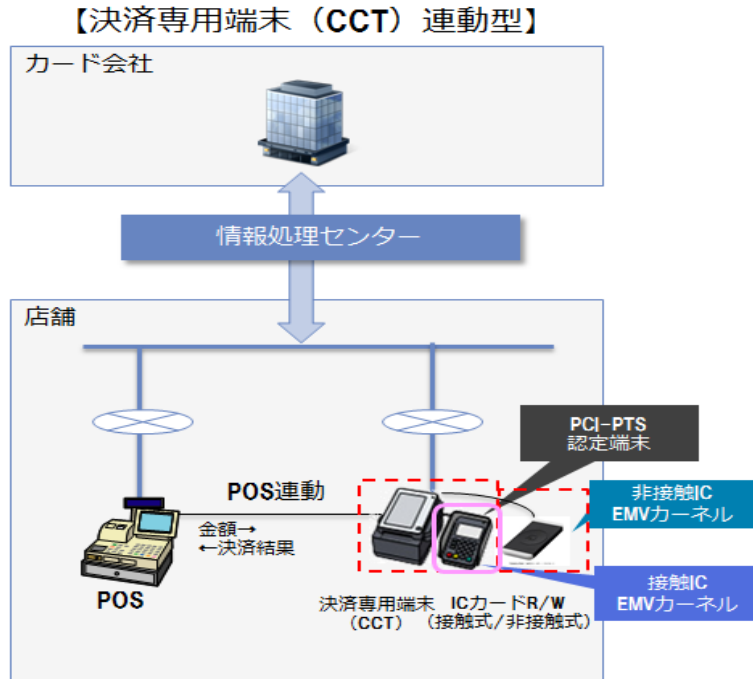 【決済専用端末（CCT）連動型】
カード会社
情報処理センター
店舗
PCI-PTS
認定端末
POS連動
非接触IC
EMVカーネル
金額→
←決済結果
接触IC
EMVカーネル
POS
決済専用端末 ICカードR/W
（CCT）（接触式/非接触式）